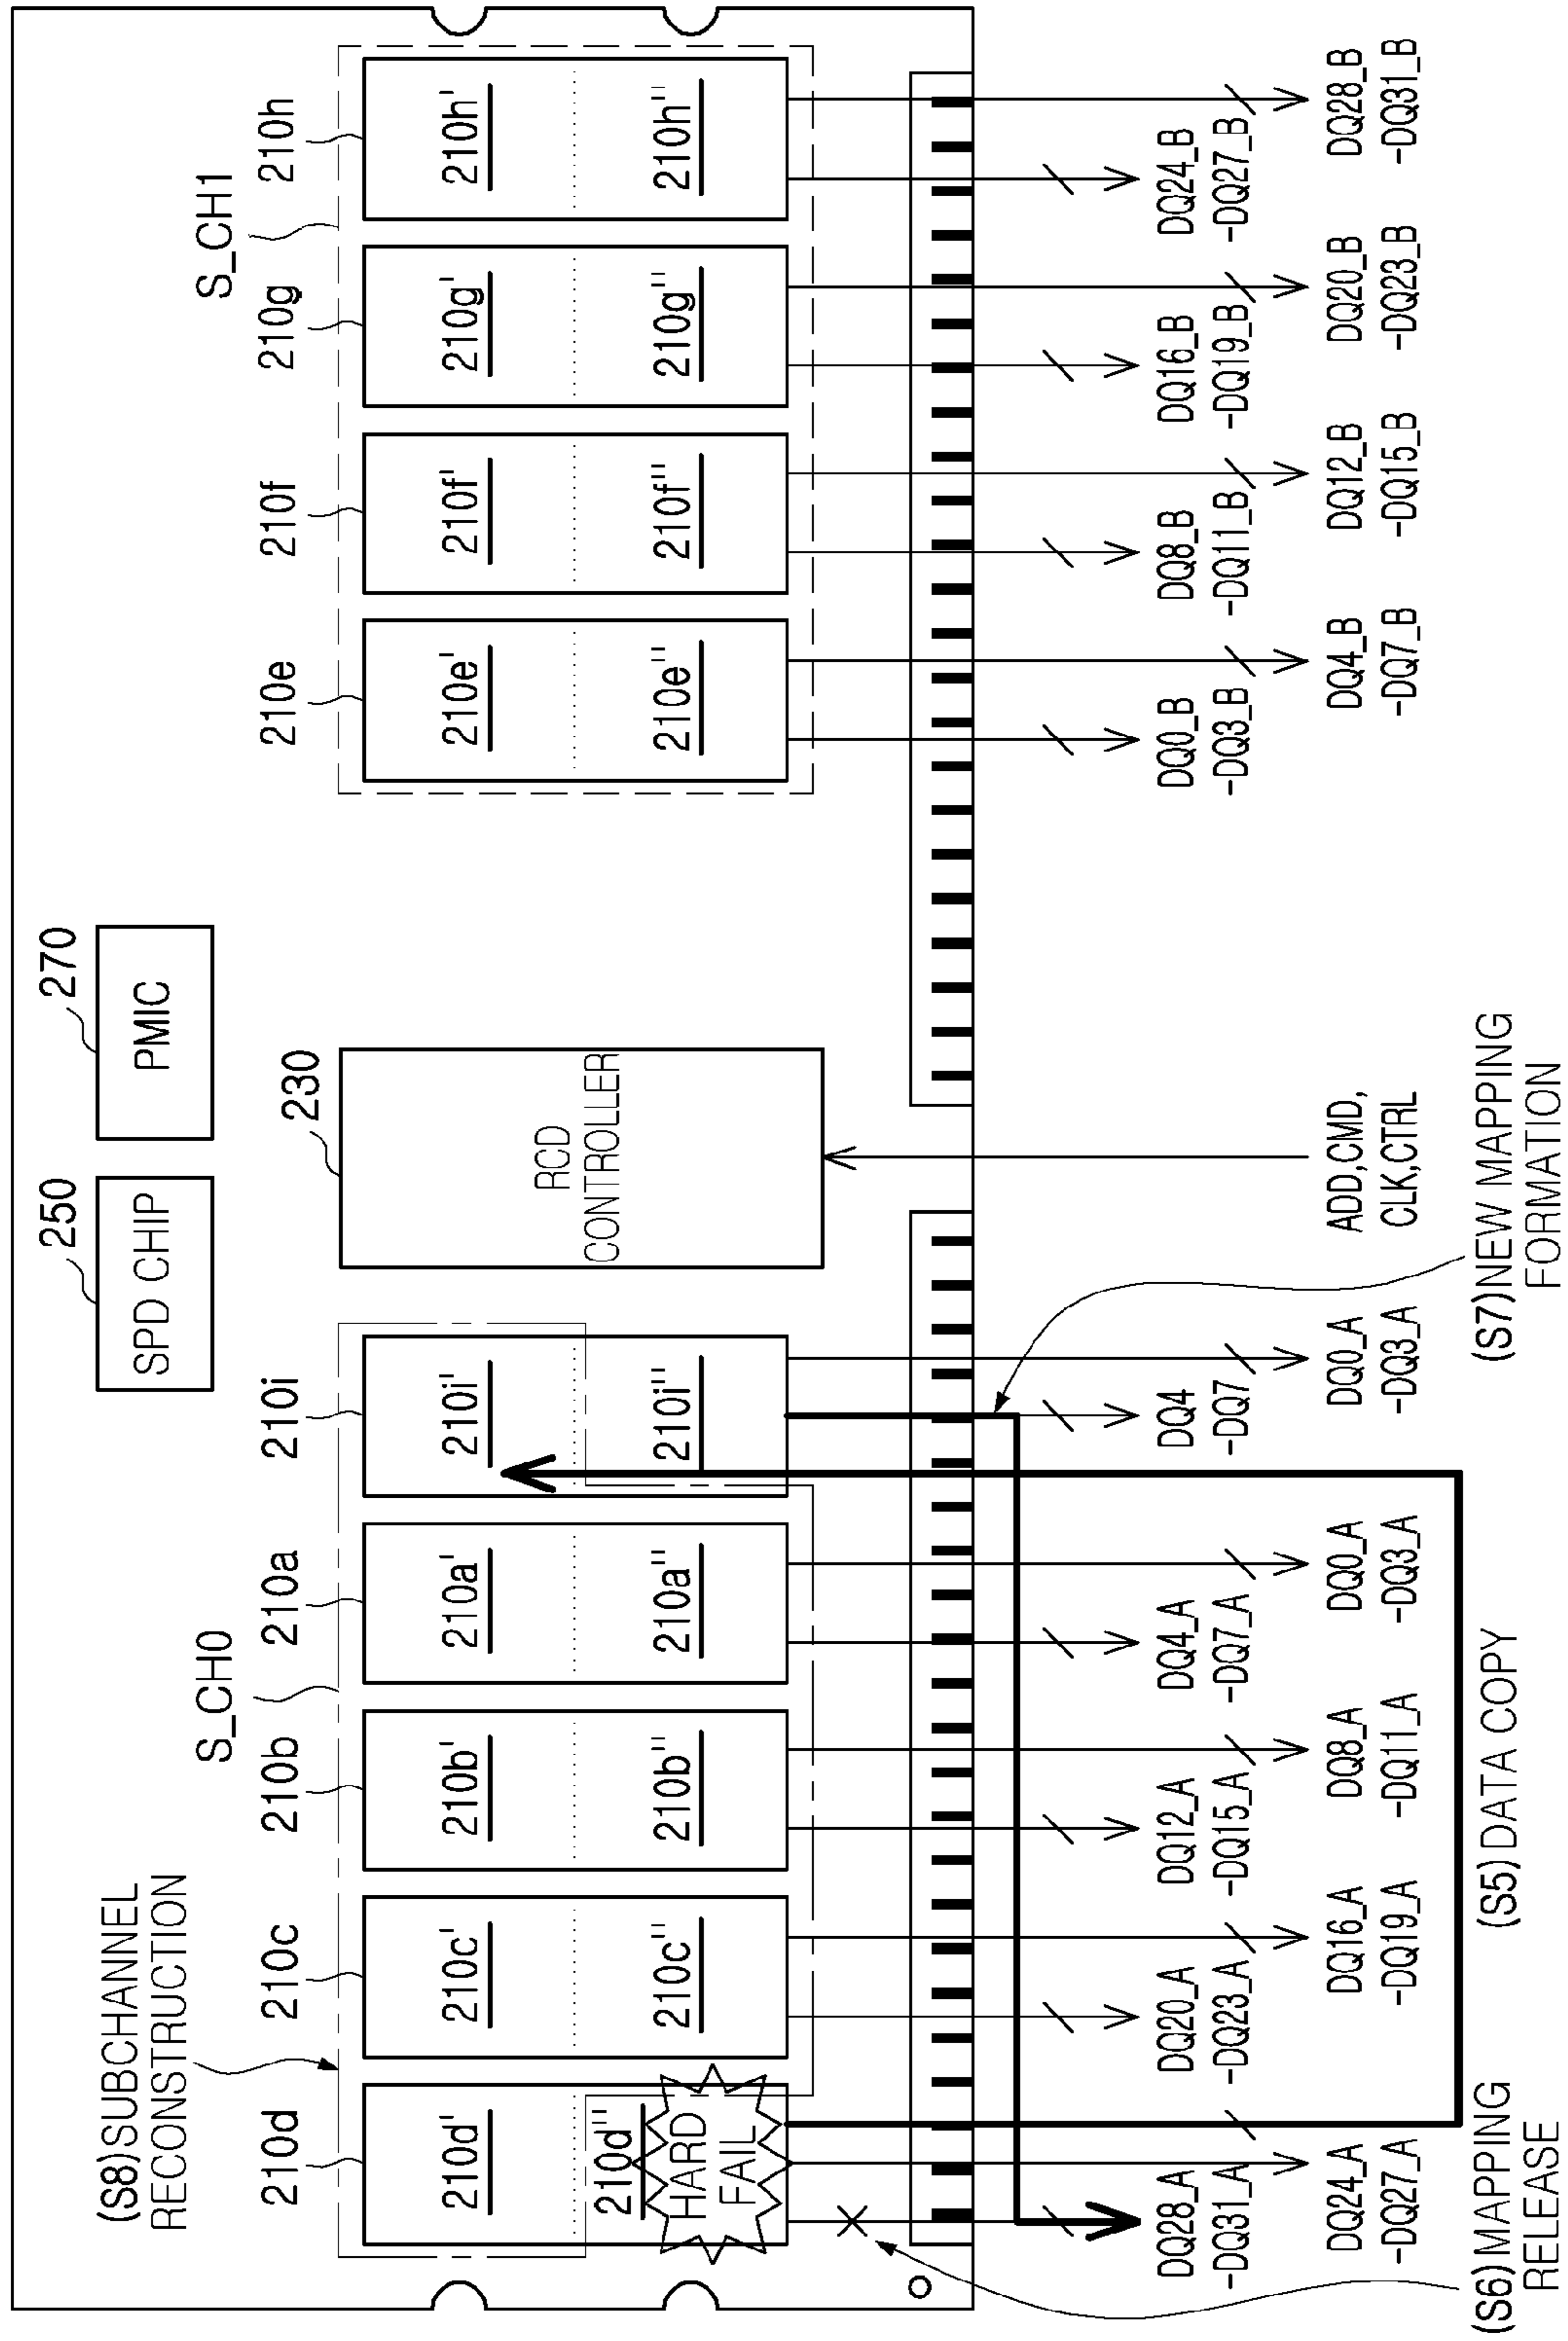 250
SPD CHIP
270
PMIC
(S8)SUBCHANNEL
RECONSTRUCTION
S_CH0
S_CH1
210d
210c
210b
210a
210i
230
210e
210f
210g
210h
210d'
210c'
210b'
210a'
210i'
RCD
CONTROLLER
210e'
210f'
210g'
210h'
210d"
HARD
FAIL
210c"
210b"
210a"
210i"
210e"
210f"
210g"
210h"
DQ28_A
-DQ31_A
DQ20_A
-DQ23_A
DQ12_A
-DQ15_A
DQ4_A
-DQ7_A
DQ4
-DQ7
DQ0_B
-DQ3_B
DQ8_B
-DQ11_B
DQ16_B
-DQ19_B
DQ24_B
-DQ27_B
DQ24_A
-DQ27_A
DQ16_A
-DQ19_A
DQ8_A
-DQ11_A
DQ0_A
-DQ3_A
DQ0_A
-DQ3_A
ADD,CMD,
CLK,CTRL
DQ4_B
-DQ7_B
DQ12_B
-DQ15_B
DQ20_B
-DQ23_B
DQ28_B
-DQ31_B
(S6)MAPPING
RELEASE
(S5)DATA COPY
(S7)NEW MAPPING
FORMATION